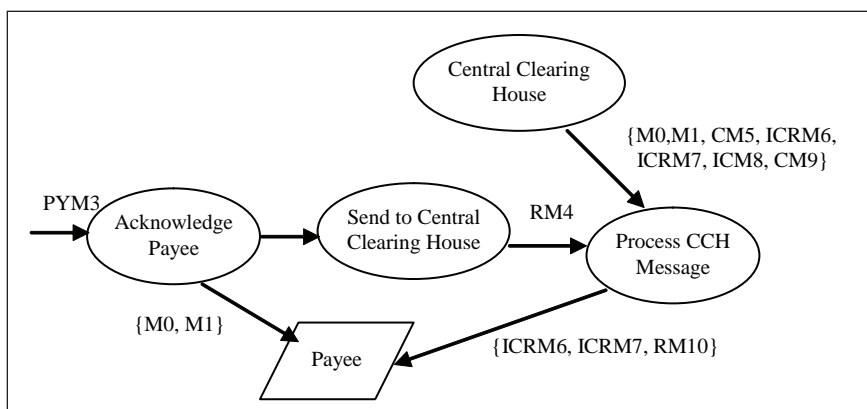 Central Clearing
House
{M0,M1, CM5, ICRM6,
ICRM7, ICM8, CM9}
PYM3
Acknowledge
Payee
Send to Central
Clearing House
RM4
Process CCH
Message
{M0, M1}
Payee
{ICRM6, ICRM7, RM10}